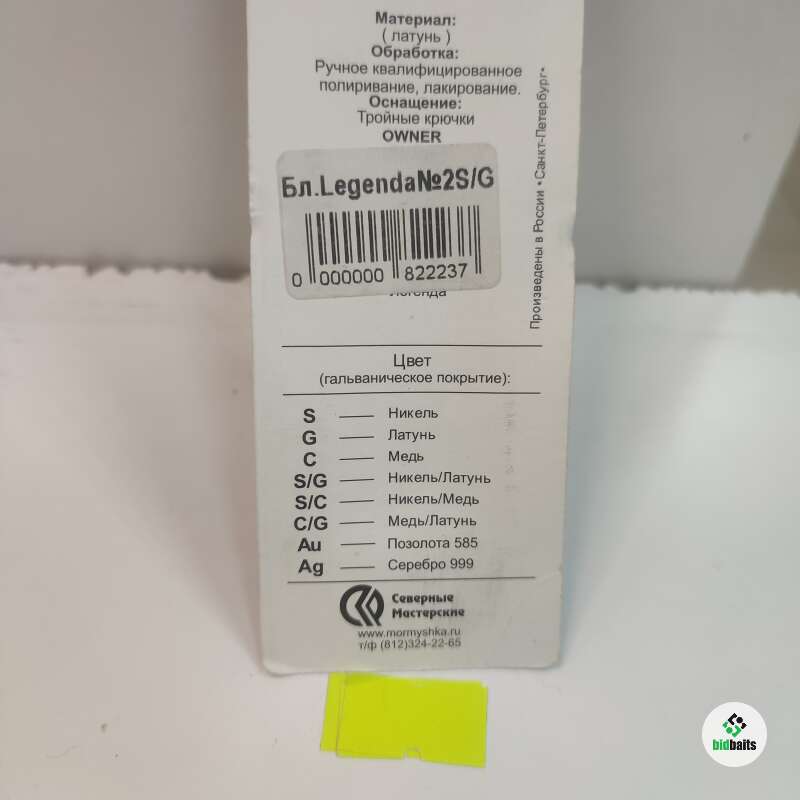 Материал:
( латунь )
Обработка:
Ручное квалифицированное
полиривание, лакирование.
Оснащение:
Тройные крючки
OWNER
Бл.Legenda№2S/G
0 000000 822237
Легенда
Произведены в России • Санкт-Петербург•
Цвет
(гальваническое покрытие):
S — Никель
G — Латунь
C — Медь
S/G — Никель/Латунь
S/C — Никель/Медь
C/G — Медь/Латунь
Au — Позолота 585
Ag — Серебро 999
Северные
Мастерские
www.mormyshka.ru
т/ф (812)324-22-65
bidbaits